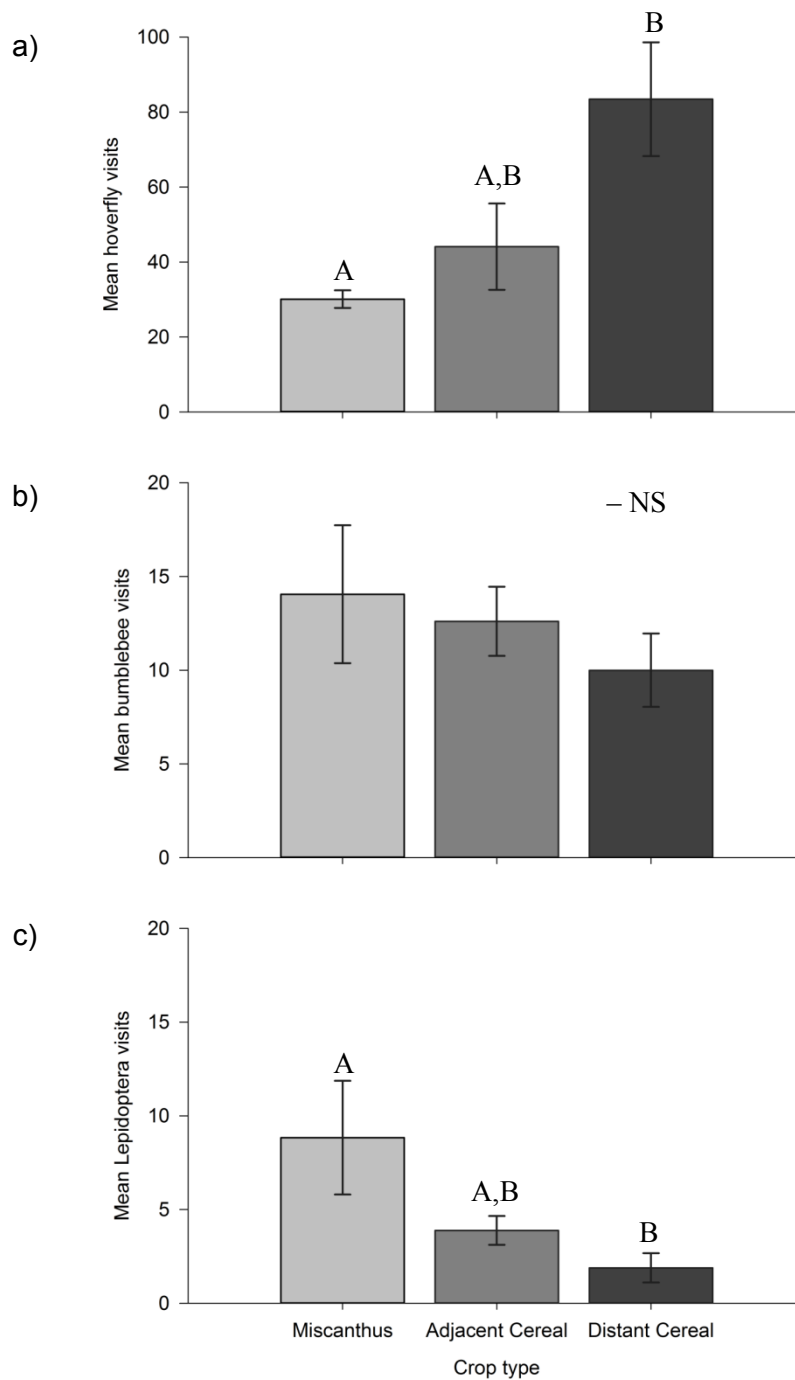 a)
Mean hoverfly visits
100
80
60
40
20
0
A
A,B
B
b)
Mean bumblebee visits
20
15
10
5
0
– NS
c)
Mean Lepidoptera visits
20
15
10
5
0
A
A,B
B
Miscanthus Adjacent Cereal Distant Cereal
Crop type